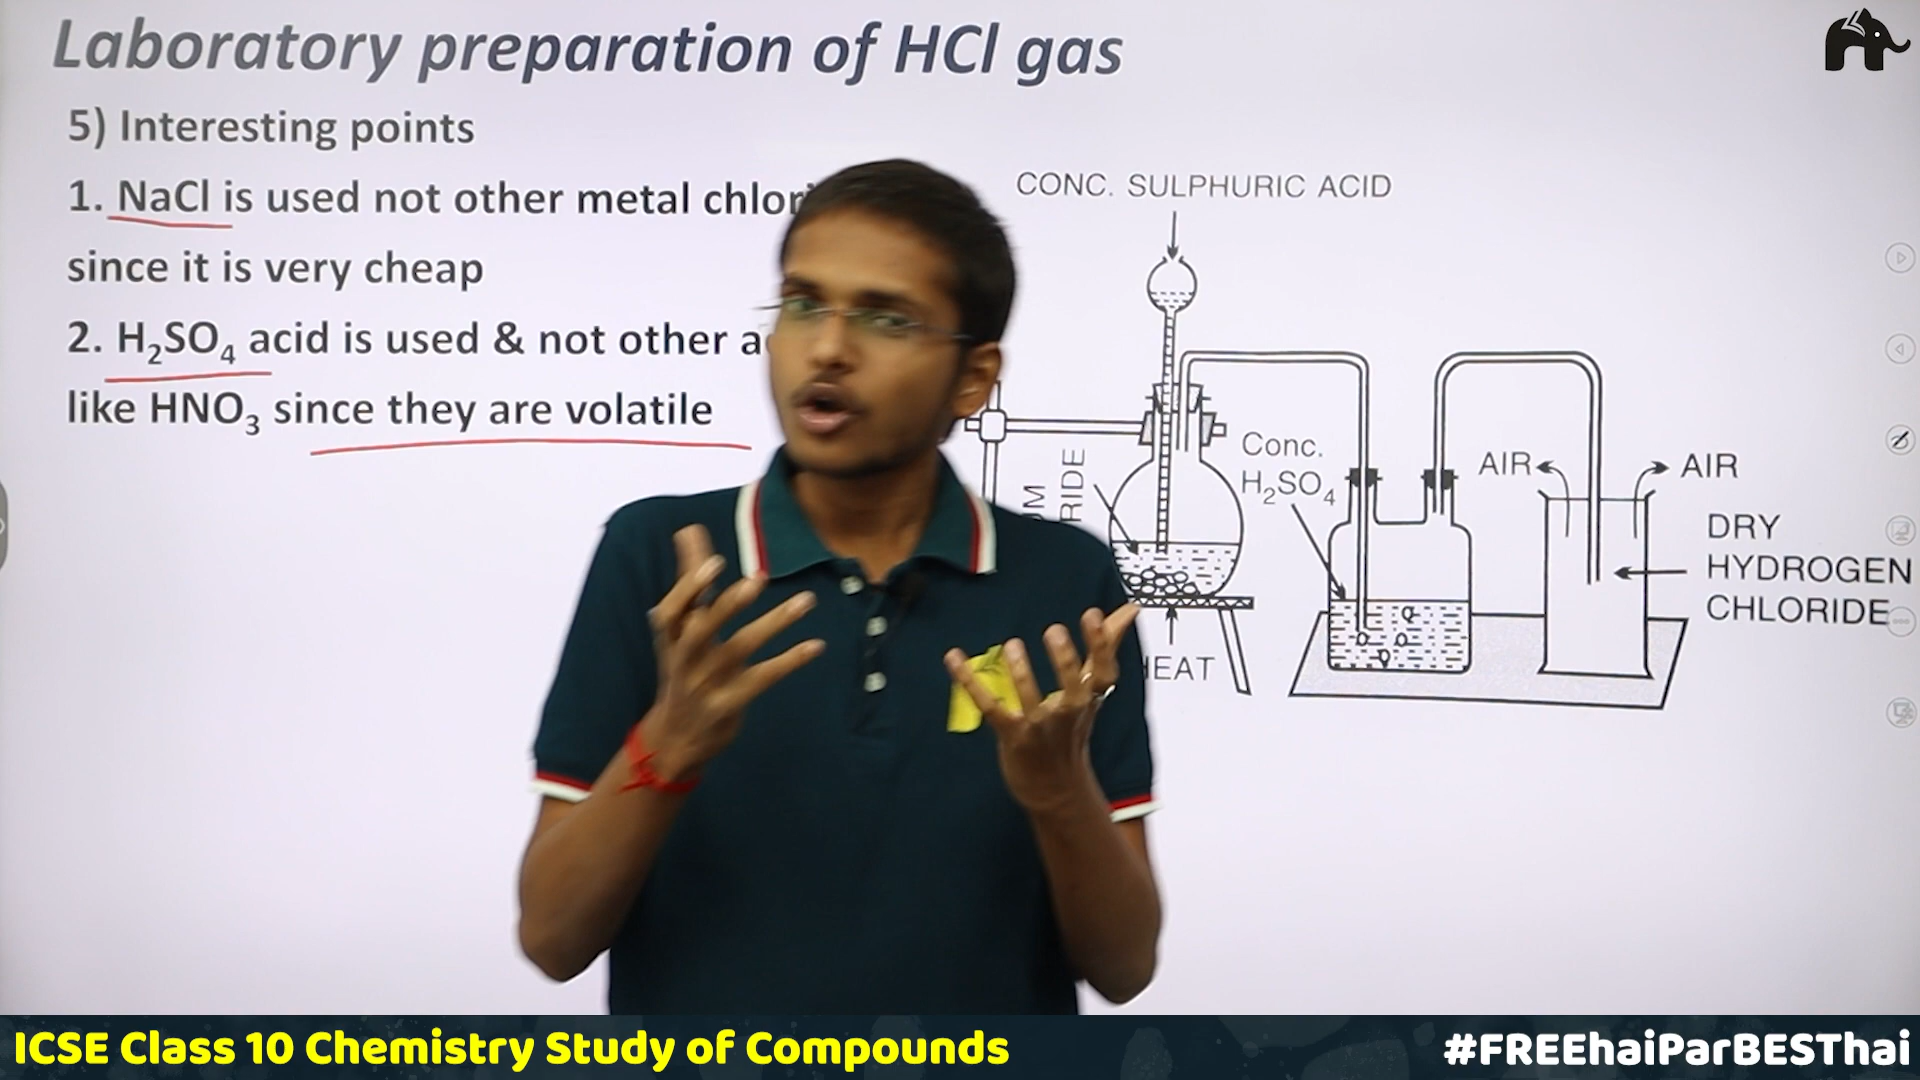 Laboratory preparation of HCl gas
5) Interesting points
1. NaCl is used not other metal
since it is very cheap
2. H₂SO₄ acid is used & not other
like HNO₃ since they are volatile
CONC. SULPHURIC ACID
Conc.
H₂SO₄
AIR
AIR
DRY
HYDROGEN
CHLORIDE
ICSE Class 10 Chemistry Study of Compounds
#FREEhaiParBESThai